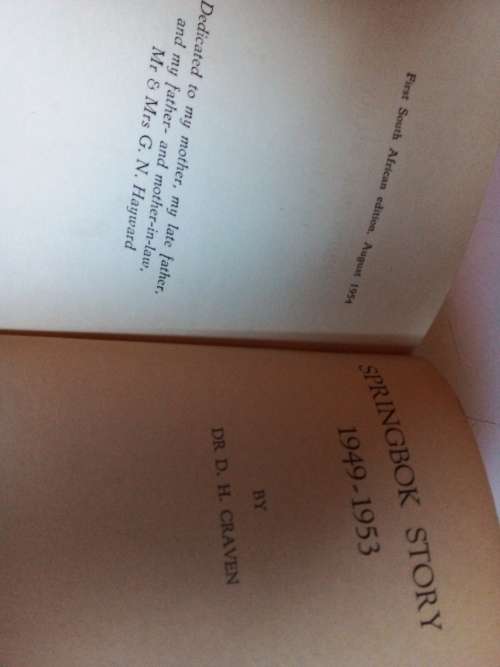 First South African edition, August 1954
Dedicated to my mother, my late father,
and my father- and mother-in-law,
Mr & Mrs G. N. Hayward
SPRINGBOK STORY
1949-1953
BY
DR D. H. CRAVEN